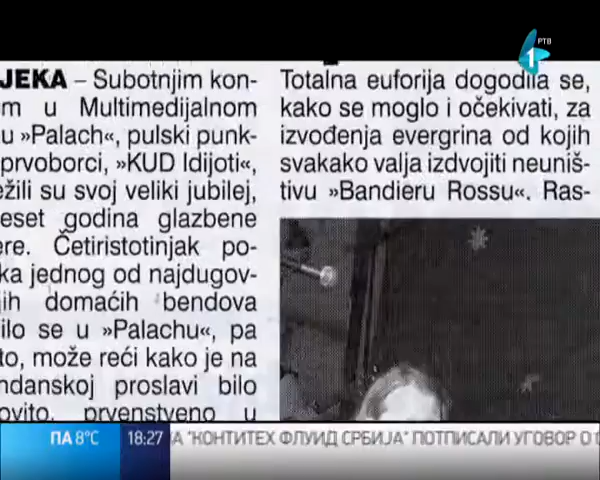 JEKA – Subotnjim kon-
m u Multimedijalnom
u »Palach«, pulski punk-
prvoborci, »KUD Idijoti«,
ežili su svoj veliki jubilej,
eset godina glazbene
ere. Četiristotinjak po-
ka jednog od najdugov-
ih domaćih bendova
ilo se u »Palachu«, pa
to, može reći kako je na
ndanskoj proslavi bilo
ovito, prvenstveno u
Totalna euforija dogodila se,
kako se moglo i očekivati, za
izvođenja evergrina od kojih
svakako valja izdvojiti neuniš-
tivu »Bandieru Rossu«. Ras-
РТВ
1
ПА 8°C
18:27
А "КОНТИТЕХ ФЛУИД СРБИЈА" ПОТПИСАЛИ УГОВОР О